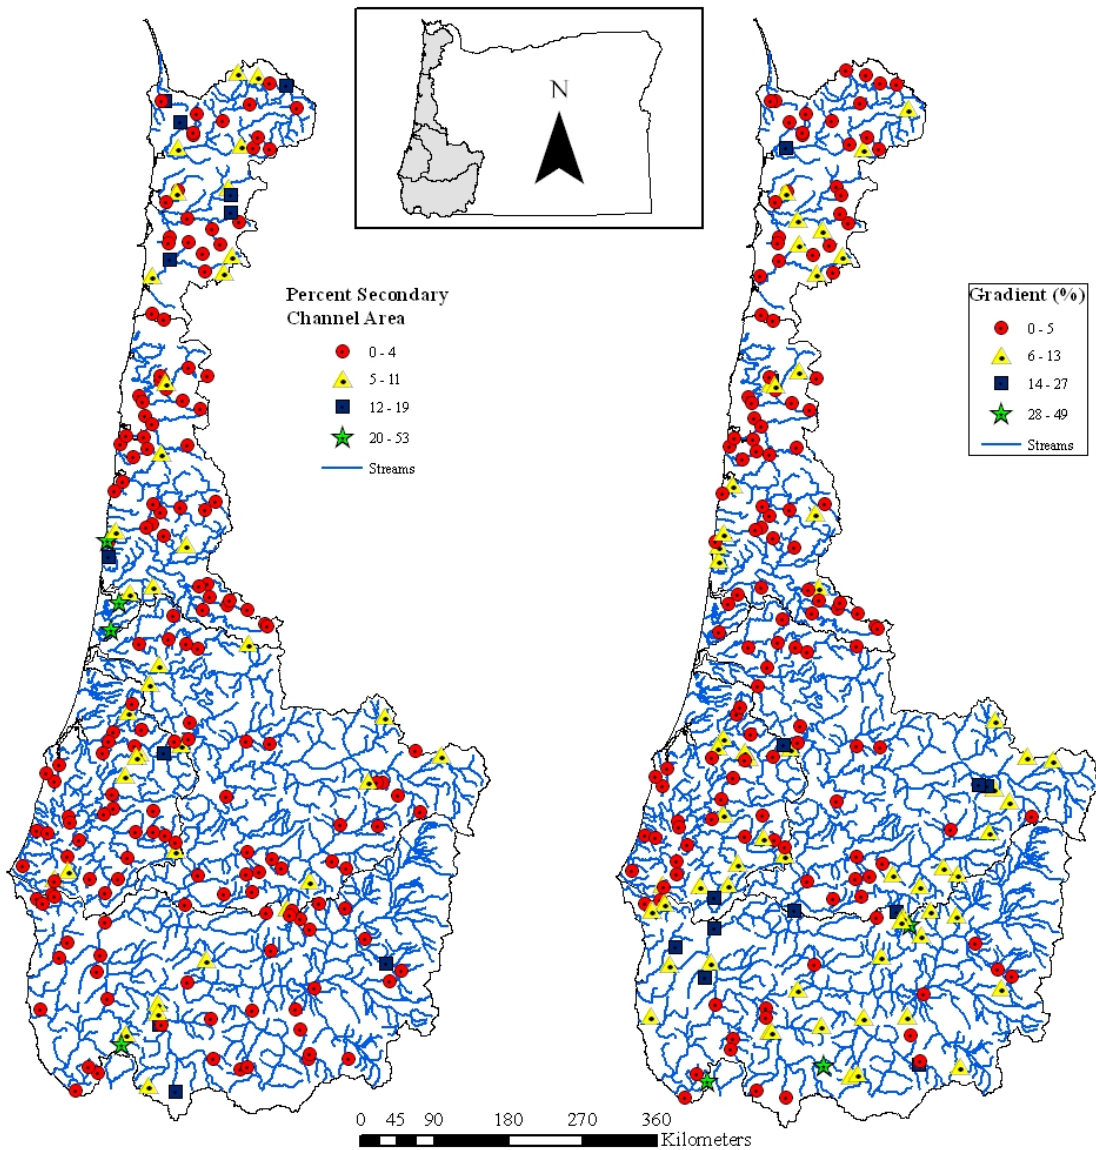 N
Percent Secondary
Channel Area
0 - 4
5 - 11
12 - 19
20 - 53
Streams
Gradient (%)
0 - 5
6 - 13
14 - 27
28 - 49
Streams
0 45 90 180 270 360
Kilometers